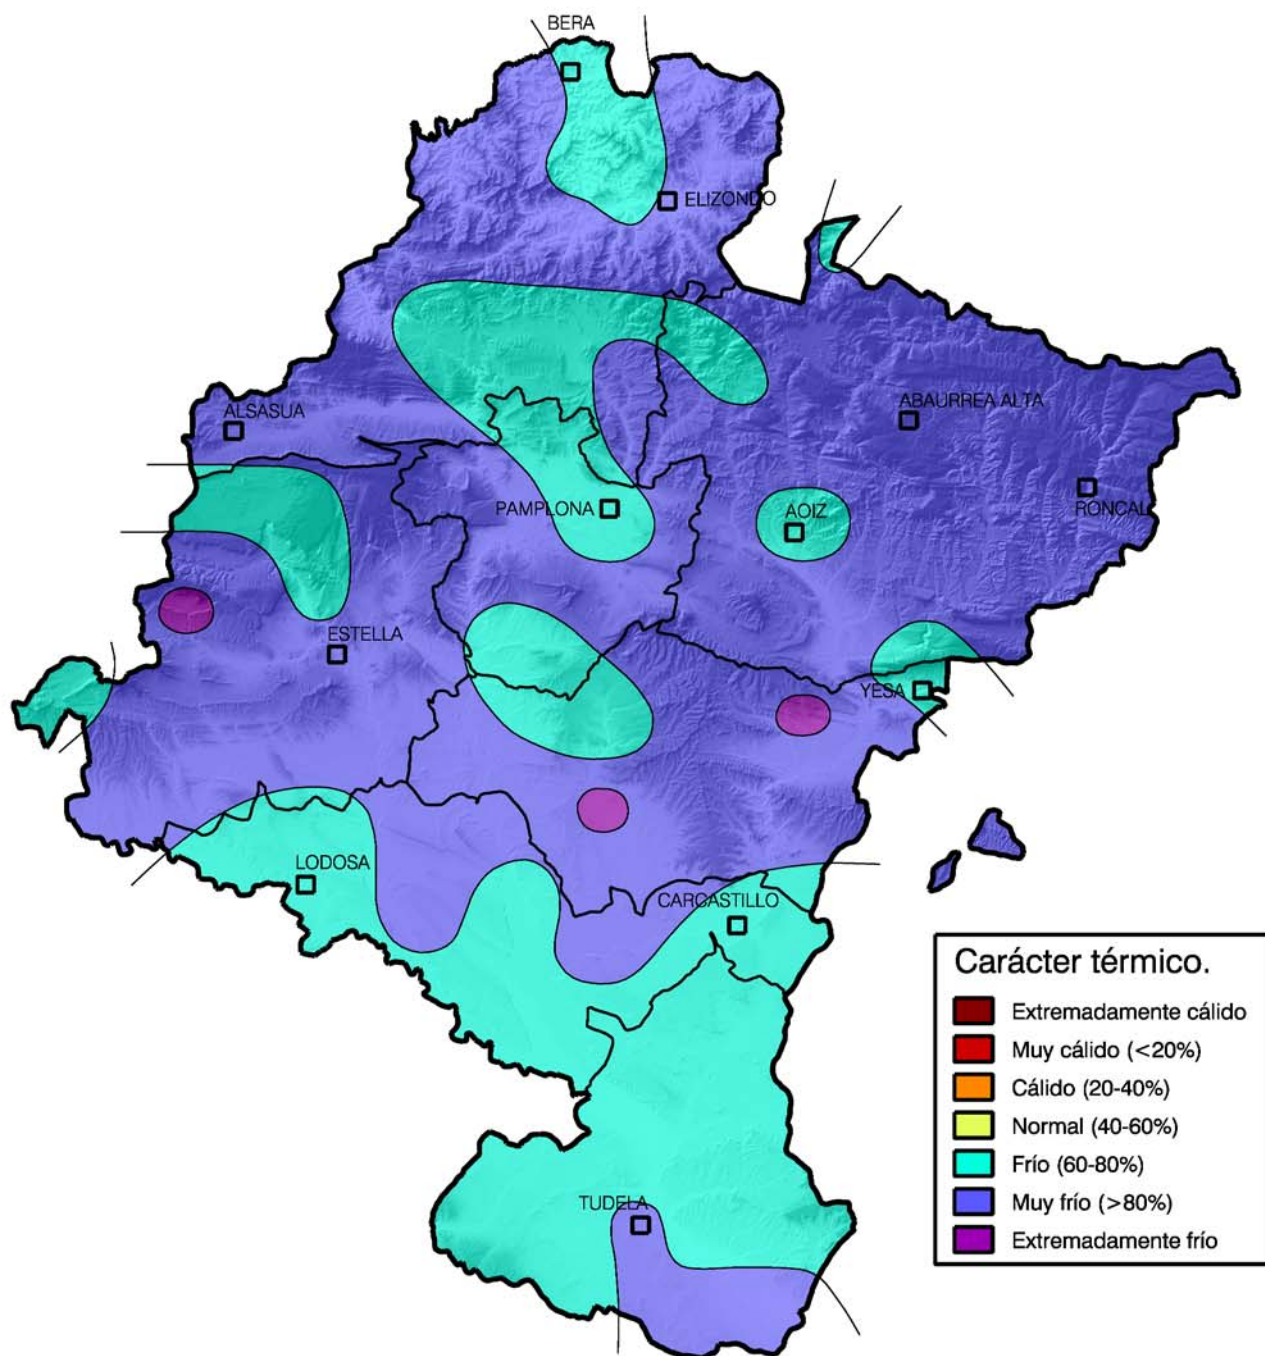 BERA
ELIZONDO
ALSASUA
ABAURREA ALTA
PAMPLONA
AOIZ
RONCAL
ESTELLA
YESA
LODOSA
CARCASTILLO
TUDELA
Carácter térmico.
Extremadamente cálido
Muy cálido (<20%)
Cálido (20-40%)
Normal (40-60%)
Frío (60-80%)
Muy frío (>80%)
Extremadamente frío